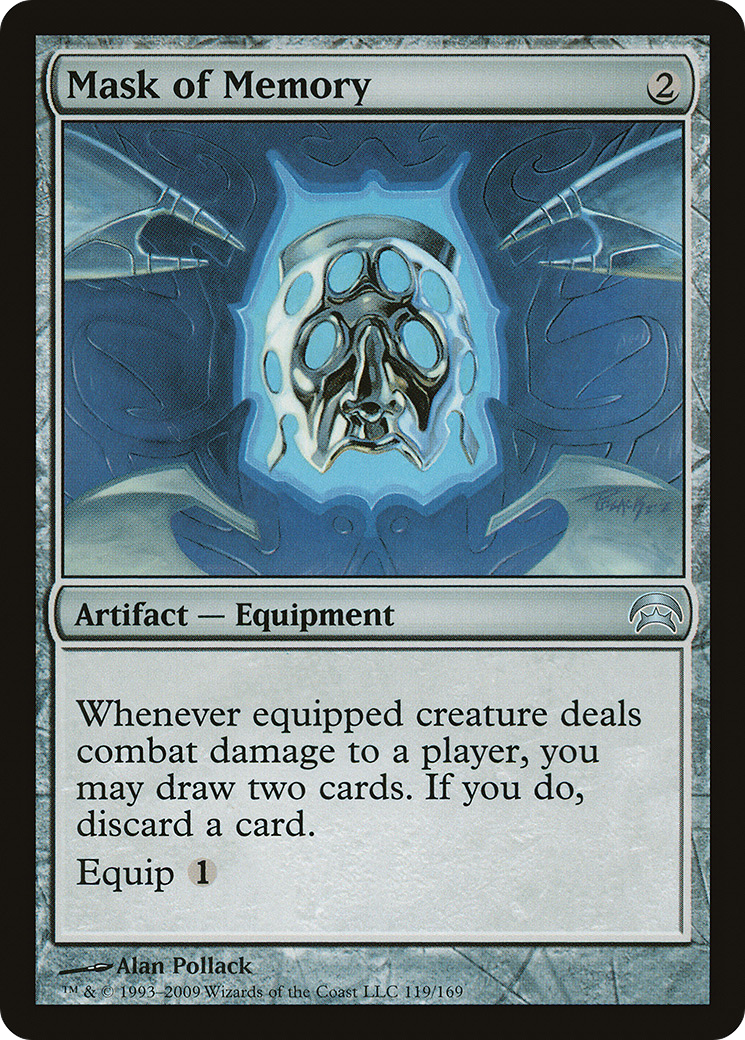 Mask of Memory 2
Artifact — Equipment
Whenever equipped creature deals
combat damage to a player, you
may draw two cards. If you do,
discard a card.
Equip 1
Alan Pollack
™ & © 1993–2009 Wizards of the Coast LLC 119/169